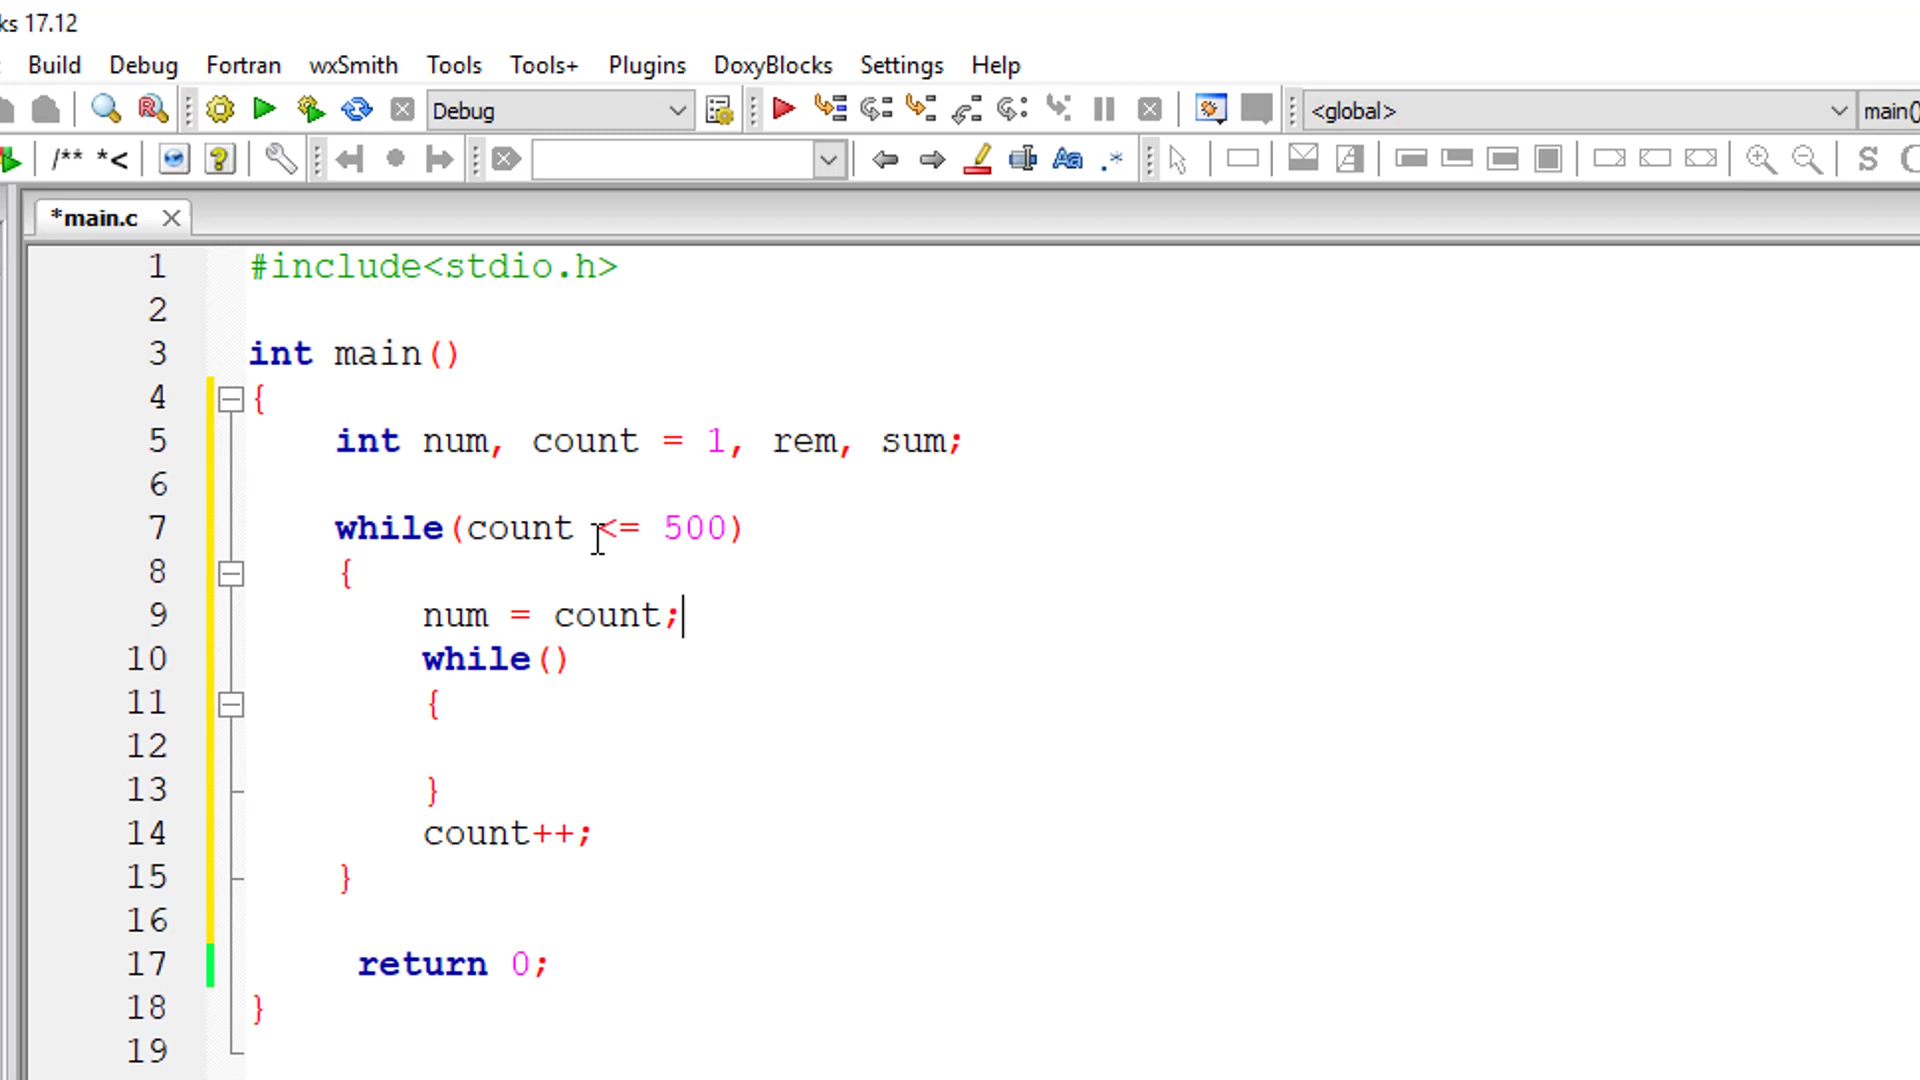 ks 17.12
Build Debug Fortran wxSmith Tools Tools+ Plugins DoxyBlocks Settings Help
Debug <global> main()
/** *< .* S
*main.c
1 #include<stdio.h>
2
3 int main()
4 {
5 int num, count = 1, rem, sum;
6
7 while(count <= 500)
8 {
9 num = count;
10 while()
11 {
12
13 }
14 count++;
15 }
16
17 return 0;
18 }
19